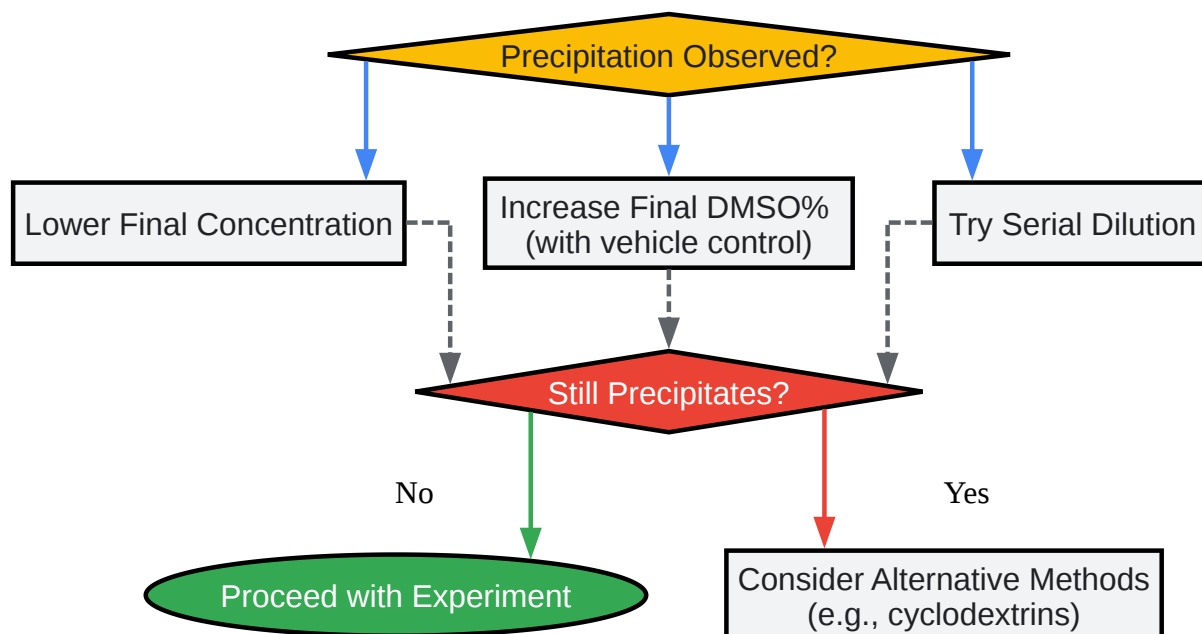 Precipitation Observed?
Lower Final Concentration
Increase Final DMSO%
(with vehicle control)
Try Serial Dilution
Still Precipitates?
No
Yes
Proceed with Experiment
Consider Alternative Methods
(e.g., cyclodextrins)